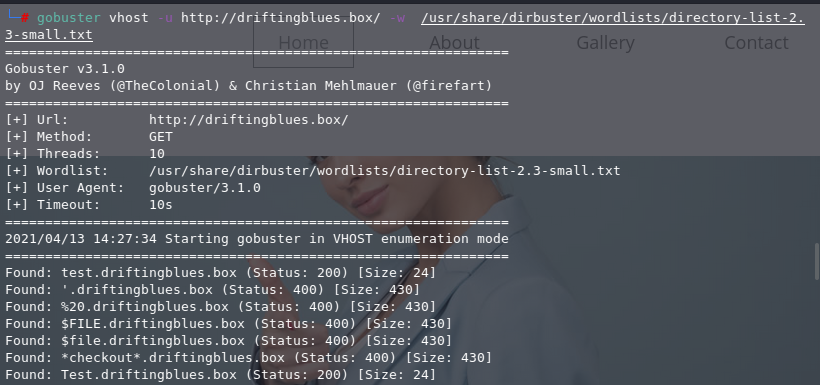 └─# gobuster vhost -u http://driftingblues.box/ -w  /usr/share/dirbuster/wordlists/directory-list-2.
3-small.txt
Home About Gallery Contact
===============================================================
Gobuster v3.1.0
by OJ Reeves (@TheColonial) & Christian Mehlmauer (@firefart)
===============================================================
[+] Url:          http://driftingblues.box/
[+] Method:       GET
[+] Threads:      10
[+] Wordlist:     /usr/share/dirbuster/wordlists/directory-list-2.3-small.txt
[+] User Agent:   gobuster/3.1.0
[+] Timeout:      10s
===============================================================
2021/04/13 14:27:34 Starting gobuster in VHOST enumeration mode
===============================================================
Found: test.driftingblues.box (Status: 200) [Size: 24]
Found: '.driftingblues.box (Status: 400) [Size: 430]
Found: %20.driftingblues.box (Status: 400) [Size: 430]
Found: $FILE.driftingblues.box (Status: 400) [Size: 430]
Found: $file.driftingblues.box (Status: 400) [Size: 430]
Found: *checkout*.driftingblues.box (Status: 400) [Size: 430]
Found: Test.driftingblues.box (Status: 200) [Size: 24]